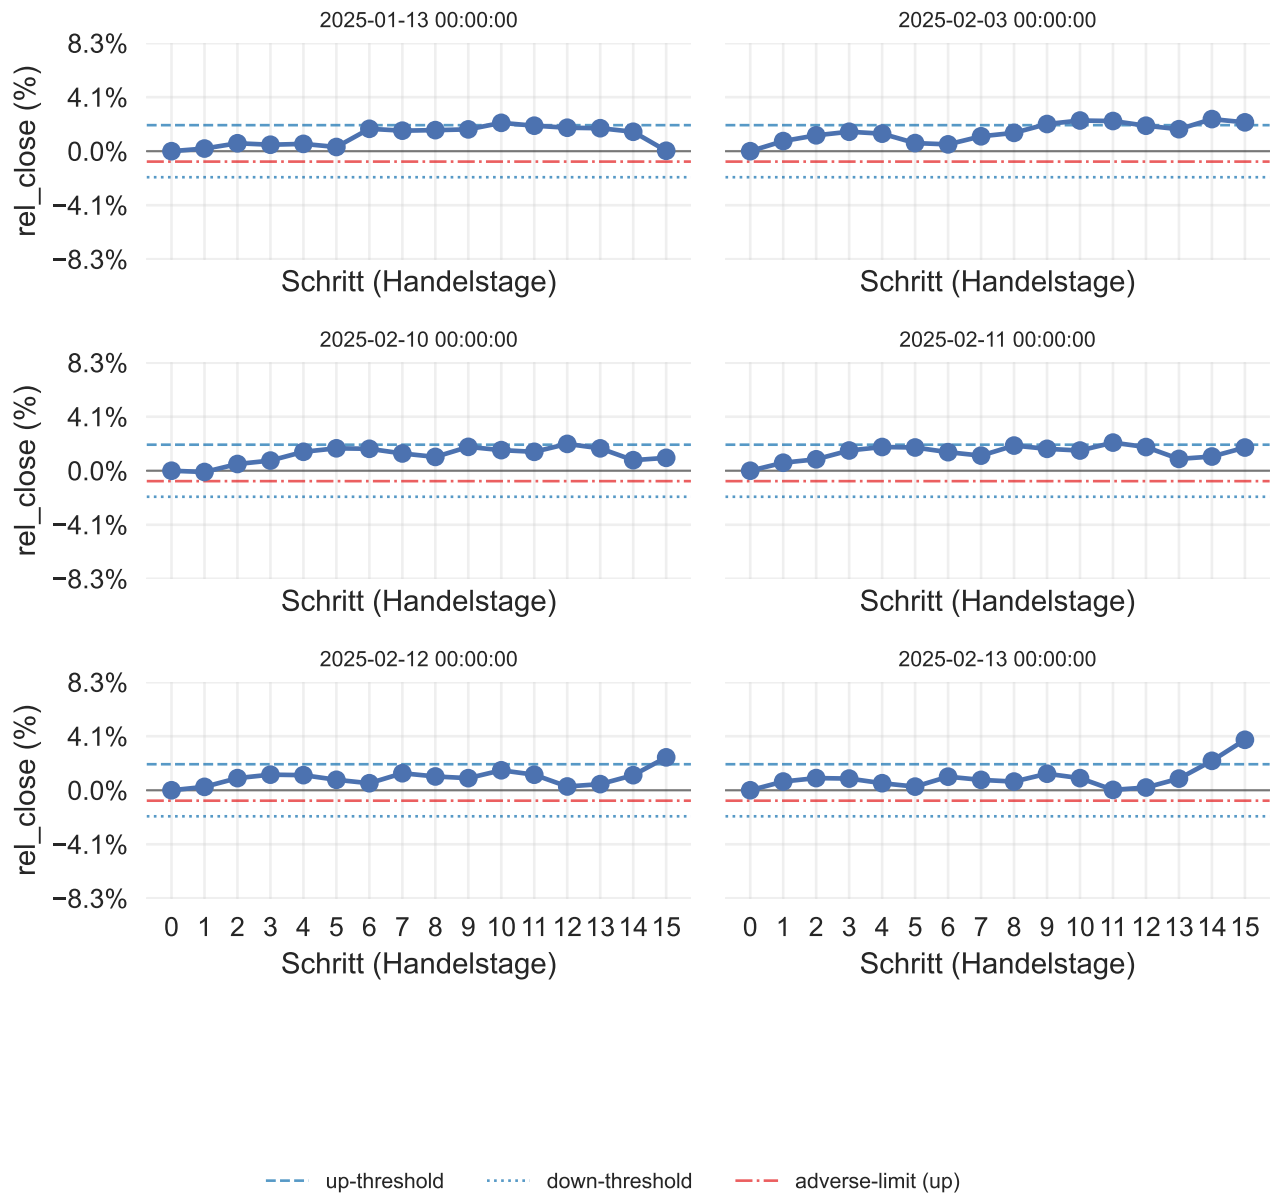 2025-01-13 00:00:00
2025-02-03 00:00:00
8.3%
4.1%
0.0%
−4.1%
−8.3%
rel_close (%)
Schritt (Handelstage)
Schritt (Handelstage)
2025-02-10 00:00:00
2025-02-11 00:00:00
8.3%
4.1%
0.0%
−4.1%
−8.3%
rel_close (%)
Schritt (Handelstage)
Schritt (Handelstage)
2025-02-12 00:00:00
2025-02-13 00:00:00
8.3%
4.1%
0.0%
−4.1%
−8.3%
rel_close (%)
0 1 2 3 4 5 6 7 8 9 10 11 12 13 14 15
0 1 2 3 4 5 6 7 8 9 10 11 12 13 14 15
Schritt (Handelstage)
Schritt (Handelstage)
up-threshold
down-threshold
adverse-limit (up)